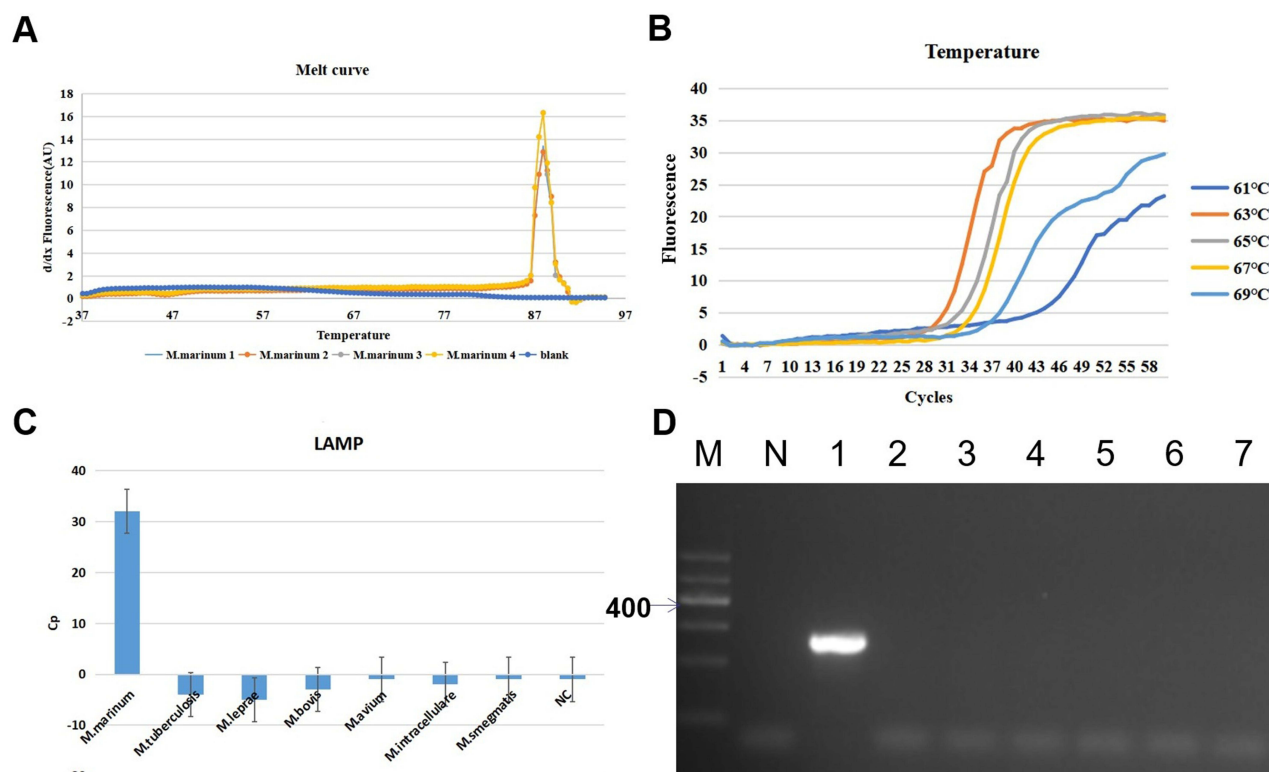 A
Melt curve
d/dx Fluorescence(AU)
18
16
14
12
10
8
6
4
2
0
-2
37 47 57 67 77 87 97
Temperature
M.marinum 1 M.marinum 2 M.marinum 3 M.marinum 4 blank
B
Temperature
Fluorescence
40
35
30
25
20
15
10
5
0
-5
1 4 7 10 13 16 19 22 25 28 31 34 37 40 43 46 49 52 55 58
Cycles
61°C
63°C
65°C
67°C
69°C
C
LAMP
Cp
40
30
20
10
0
-10
M.marinum M.tuberculosis M.leprae M.bovis M.avium M.intracellulare M.smegmatis NC
D
M N 1 2 3 4 5 6 7
400